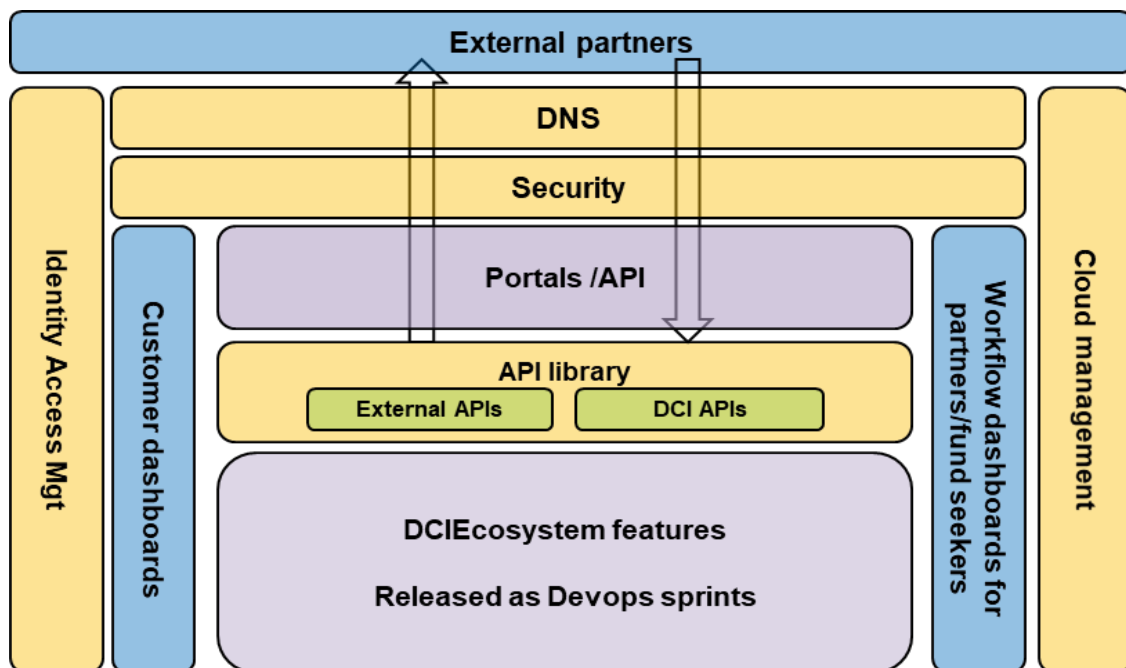 External partners
DNS
Security
Identity Access Mgt
Customer dashboards
Portals /API
API library
External APIs
DCI APIs
DCIEcosystem features
Released as Devops sprints
Workflow dashboards for
partners/fund seekers
Cloud management